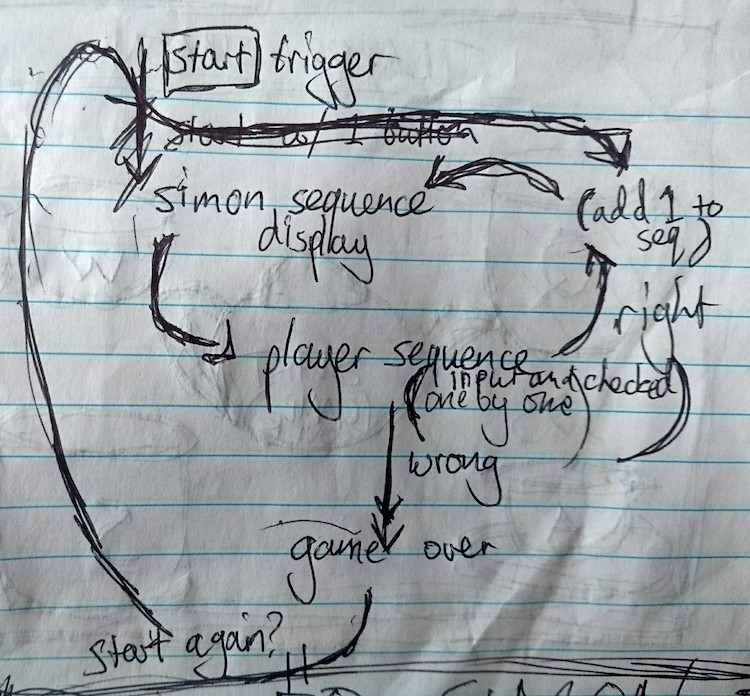 start trigger
start w/ 1 button
simon sequence
display
(add 1 to
seq)
right
player sequence
(input and checked
one by one)
wrong
game over
start again?